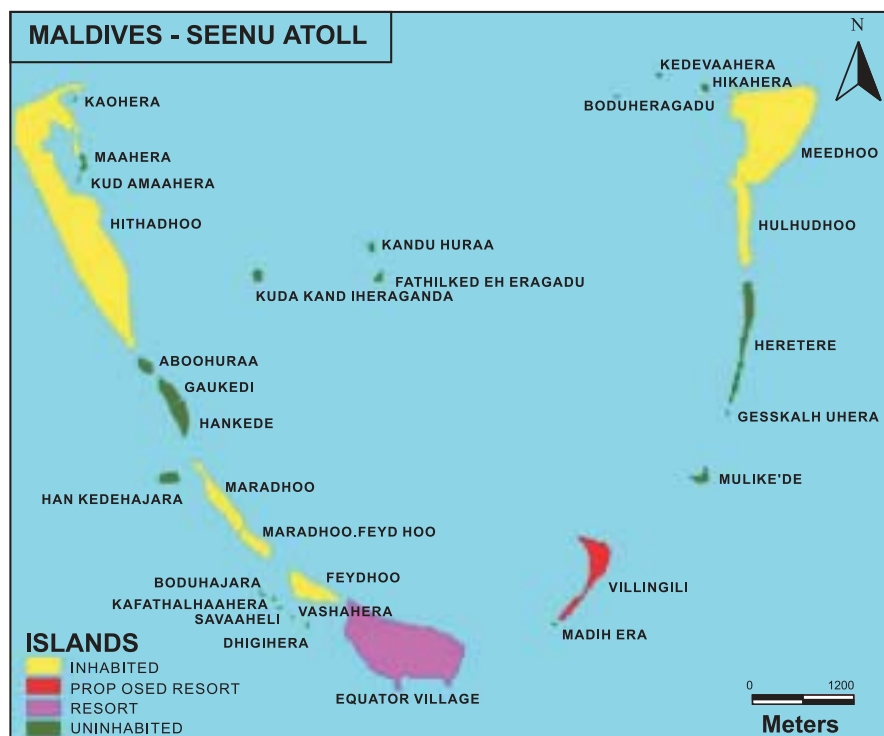 MALDIVES - SEENU ATOLL
N
KEDEVAAHERA
HIKAHERA
KAOHERA
BODUHERAGADU
MEEDHOO
MAAHERA
KUD AMAAHERA
HITHADHOO
HULHUDHOO
KANDU HURAA
FATHILKED EH ERAGADU
KUDA KAND IHERAGANDA
HERETERE
ABOOHURAA
GAUKEDI
GESSKALH UHERA
HANKEDE
MULIKE'DE
MARADHOO
HAN KEDEHAJARA
MARADHOO.FEYD HOO
FEYDHOO
BODUHAJARA
VILLINGILI
KAFATHALHAAHERA
VASHAHERA
SAVAAHELI
MADIH ERA
DHIGIHERA
EQUATOR VILLAGE
ISLANDS
INHABITED
PROP OSED RESORT
RESORT
UNINHABITED
0 1200
Meters